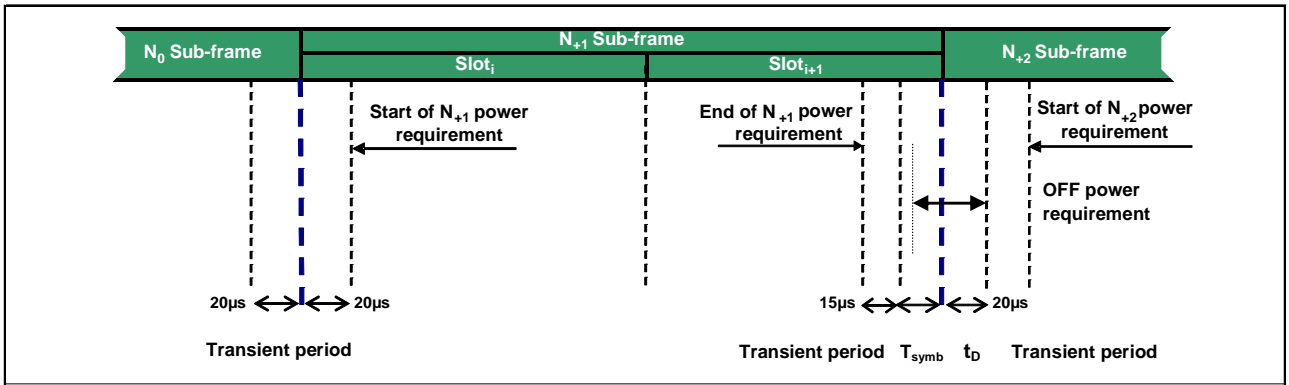 N0 Sub-frame
N+1 Sub-frame
N+2 Sub-frame
Sloti
Sloti+1
Start of N+1 power
requirement
End of N+1 power
requirement
Start of N+2 power
requirement
OFF power
requirement
20μs
20μs
15μs
20μs
Transient period
Transient period
Tsymb
tD
Transient period